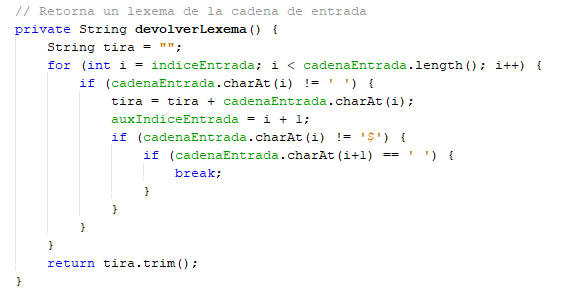 // Retorna un lexema de la cadena de entrada
private String devolverLexema() {
    String tira = "";
    for (int i = indiceEntrada; i < cadenaEntrada.length(); i++) {
        if (cadenaEntrada.charAt(i) != ' ') {
            tira = tira + cadenaEntrada.charAt(i);
            auxIndiceEntrada = i + 1;
            if (cadenaEntrada.charAt(i) != '$') {
                if (cadenaEntrada.charAt(i+1) == ' ') {
                    break;
                }
            }
        }
    }
    return tira.trim();
}